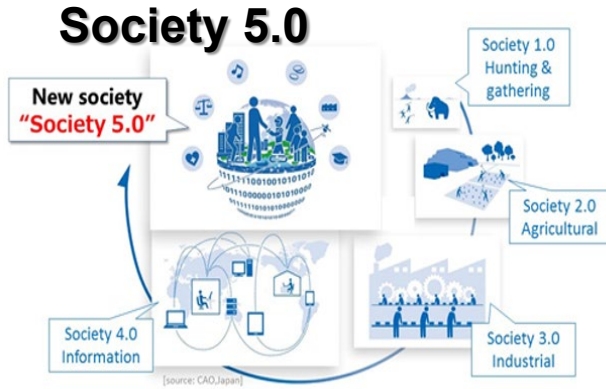 Society 5.0
New society
“Society 5.0”
Society 1.0
Hunting &
gathering
Society 2.0
Agricultural
Society 3.0
Industrial
Society 4.0
Information
[source: CAO,Japan]